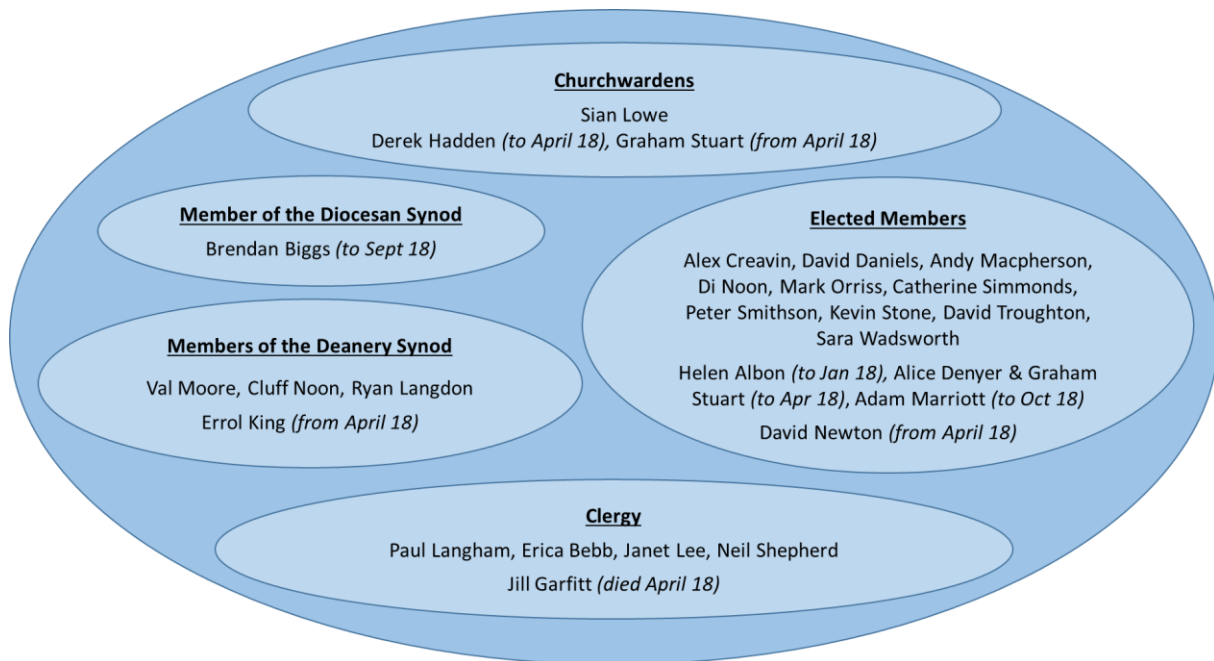 Churchwardens
Sian Lowe
Derek Hadden (to April 18), Graham Stuart (from April 18)
Member of the Diocesan Synod
Brendan Biggs (to Sept 18)
Members of the Deanery Synod
Val Moore, Cluff Noon, Ryan Langdon
Errol King (from April 18)
Elected Members
Alex Creavin, David Daniels, Andy Macpherson,
Di Noon, Mark Orriss, Catherine Simmonds,
Peter Smithson, Kevin Stone, David Troughton,
Sara Wadsworth
Helen Albon (to Jan 18), Alice Denyer & Graham
Stuart (to Apr 18), Adam Marriott (to Oct 18)
David Newton (from April 18)
Clergy
Paul Langham, Erica Bebb, Janet Lee, Neil Shepherd
Jill Garfitt (died April 18)